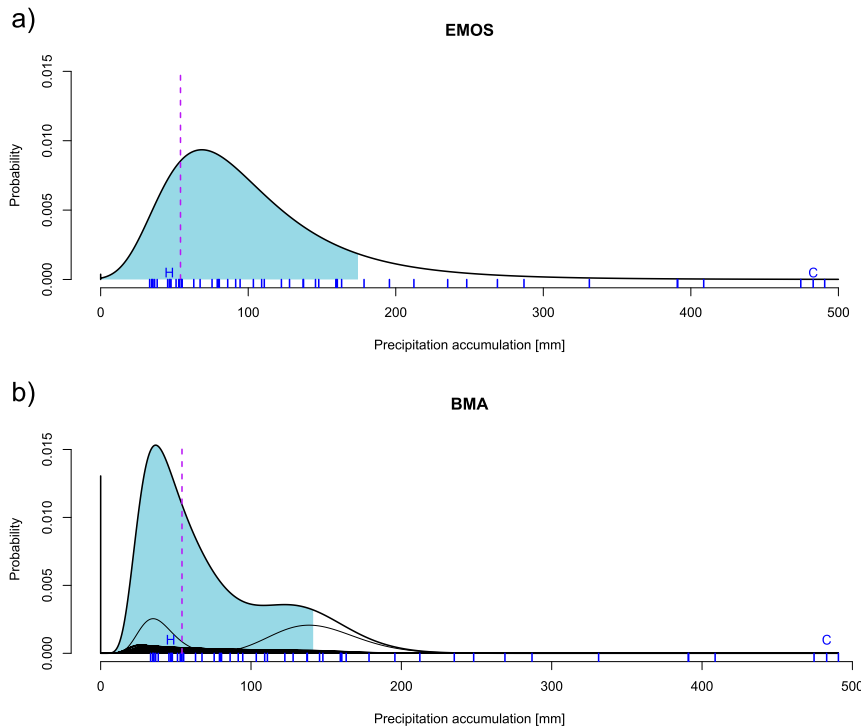 a)
EMOS
Probability
0.015
0.010
0.005
0.000
H
C
0 100 200 300 400 500
Precipitation accumulation [mm]
b)
BMA
Probability
0.015
0.010
0.005
0.000
H
C
0 100 200 300 400 500
Precipitation accumulation [mm]